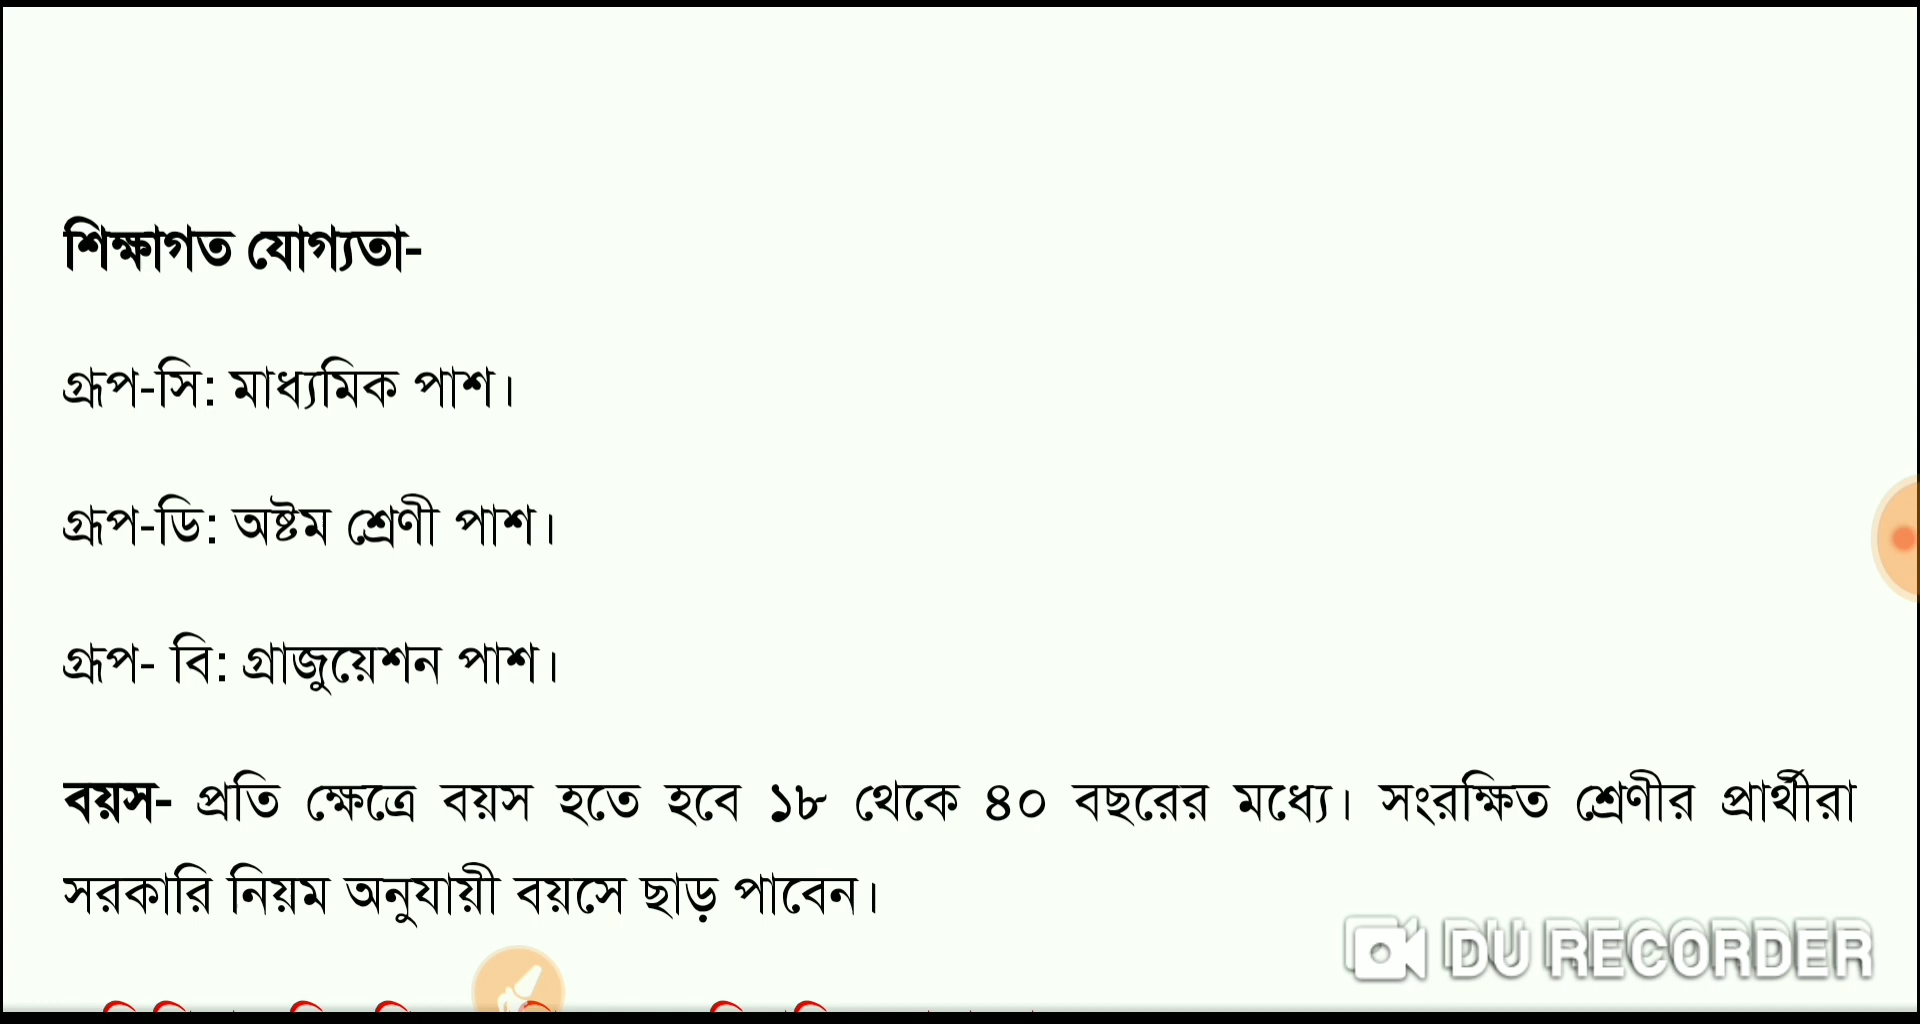 শিক্ষাগত যোগ্যতা-
গ্রূপ-সি: মাধ্যমিক পাশ।
গ্রূপ-ডি: অষ্টম শ্রেণী পাশ।
গ্রূপ- বি: গ্রাজুয়েশন পাশ।
বয়স- প্রতি ক্ষেত্রে বয়স হতে হবে ১৮ থেকে ৪০ বছরের মধ্যে। সংরক্ষিত শ্রেণীর প্রার্থীরা
সরকারি নিয়ম অনুযায়ী বয়সে ছাড় পাবেন।
DU RECORDER